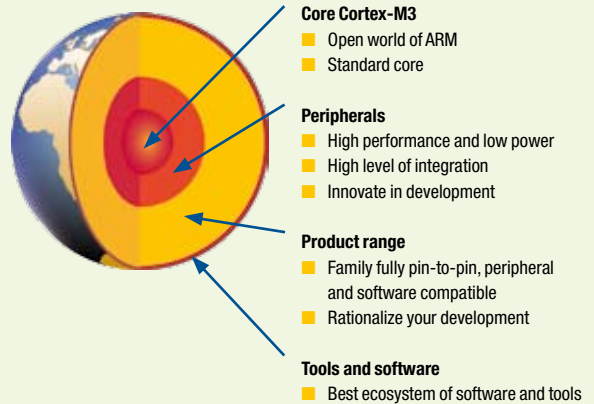 Core Cortex-M3
Open world of ARM
Standard core
Peripherals
High performance and low power
High level of integration
Innovate in development
Product range
Family fully pin-to-pin, peripheral
and software compatible
Rationalize your development
Tools and software
Best ecosystem of software and tools